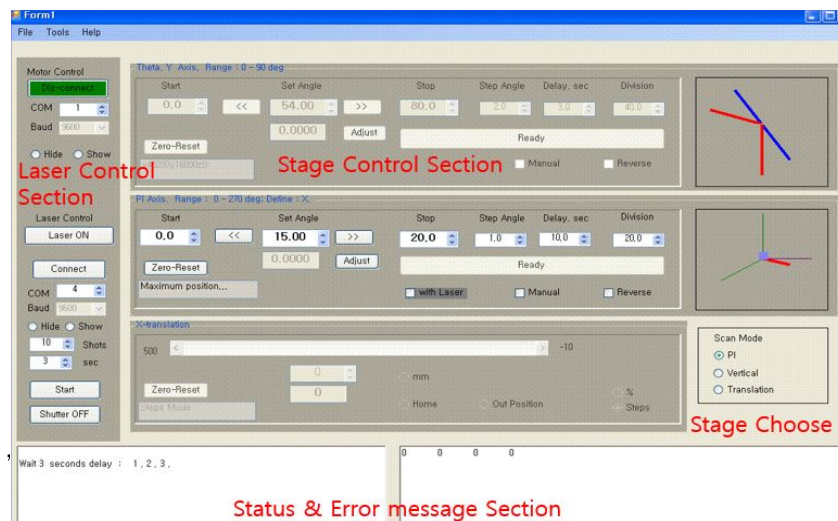 Form1
File Tools Help
Motor Control
Dis-connect
COM 1
Baud 9600
Hide Show
Laser Control
Section
Laser Control
Laser ON
Connect
COM 4
Baud 9600
Hide Show
10 Shots
3 sec
Start
Shutter OFF
Theta, Y Axis, Range : 0 ~ 90 deg
Start Set Angle Stop Step Angle Delay, sec Division
0,0 << 54.00 >> 80,0 2,0 3,0 40,0
0.0000 Adjust Ready
Zero-Reset
Stage Control Section
Manual Reverse
PI Axis, Range : 0 ~ 270 deg; Define : X,
Start Set Angle Stop Step Angle Delay, sec Division
0,0 << 15.00 >> 20,0 1,0 10,0 20,0
0.0000 Adjust Ready
Zero-Reset
Maximum position,,,
with Laser Manual Reverse
X-translation
500 < > -10
0 mm
Zero-Reset 0 %
Steps Mode Home Out Position Steps
Scan Mode
PI
Vertical
Translation
Stage Choose
, Wait 3 seconds delay : 1, 2, 3,
0 0 0 0
Status & Error message Section